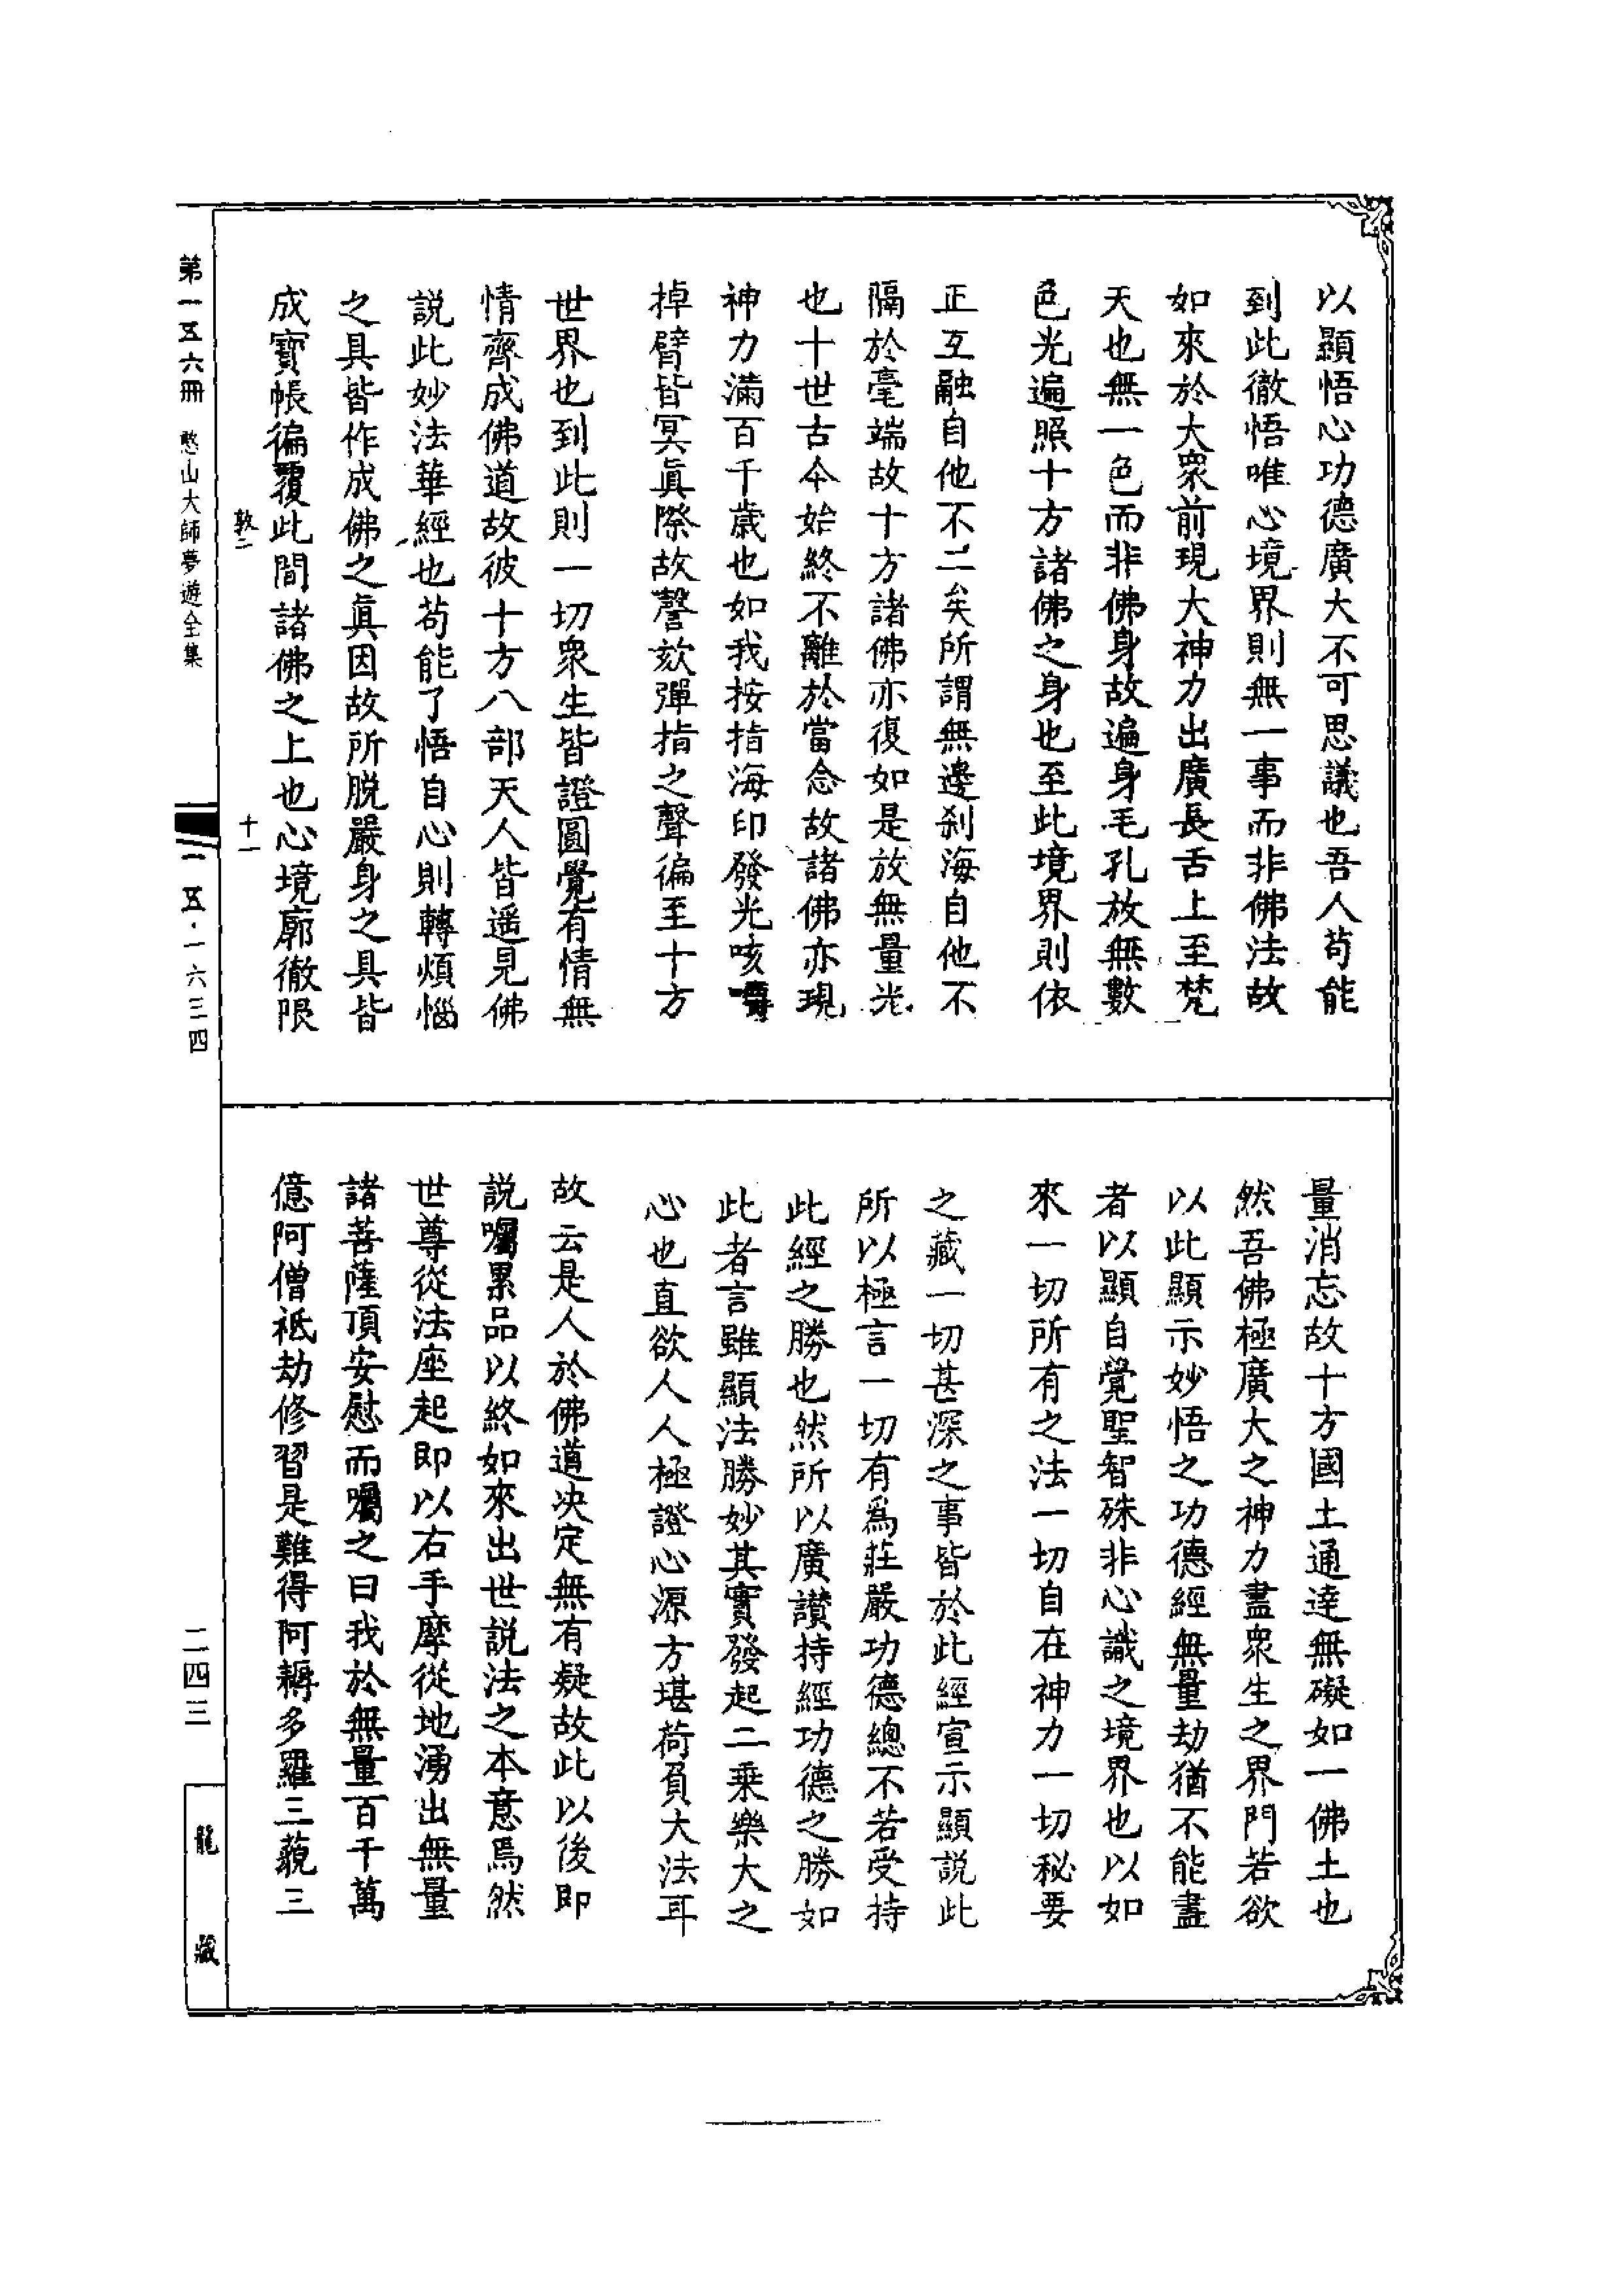 以顯悟心功德廣大不可思議也吾人苟能
到此徹悟唯心境界則無一事而非佛法故
如來於大衆前現大神力出廣長舌上至梵
天也無一色而非佛身故遍身毛孔放無數
色光遍照十方諸佛之身也至此境界則依
正互融自他不二矣所謂無邊刹海自他不
隔於毫端故十方諸佛亦復如是放無量光
也十世古今始終不離於當念故諸佛亦現
神力滿百千歲也如我按指海印發光咳
掉臂皆冥眞際故謦欬彈指之聲徧至十方
世界也到此則一切衆生皆證圓覺有情無
情齊成佛道故彼十方八部天人皆遥見佛
説此妙法華經也苟能了悟自心則轉煩惱
之具皆作成佛之眞因故所脱嚴身之具皆
成寳帳徧覆此間諸佛之上也心境廓徹限
量消忘故十方國土通達無礙如一佛土也
然吾佛極廣大之神力盡衆生之界門若欲
以此顯示妙悟之功德經無量劫猶不能盡
者以顯自覺聖智殊非心識之境界也以如
來一切所有之法一切自在神力一切秘要
之藏一切甚深之事皆於此經宣示顯説此
所以極言一切有爲莊嚴功德總不若受持
此經之勝也然所以廣讃持經功德之勝如
此者言雖顯法勝妙其實發起二乗樂大之
心也直欲人人極證心源方堪荷負大法耳
故云是人於佛道決定無有疑故此以後即
説囑累品以終如來出世説法之本意焉然
世尊從法座起即以右手摩從地湧出無量
諸菩薩頂安慰而囑之曰我於無量百千萬
億阿僧祗劫修習是難得阿耨多羅三藐三
敦二
十一
第一五六冊 憨山大師夢遊全集
一五·一六三四
二四三
龍藏